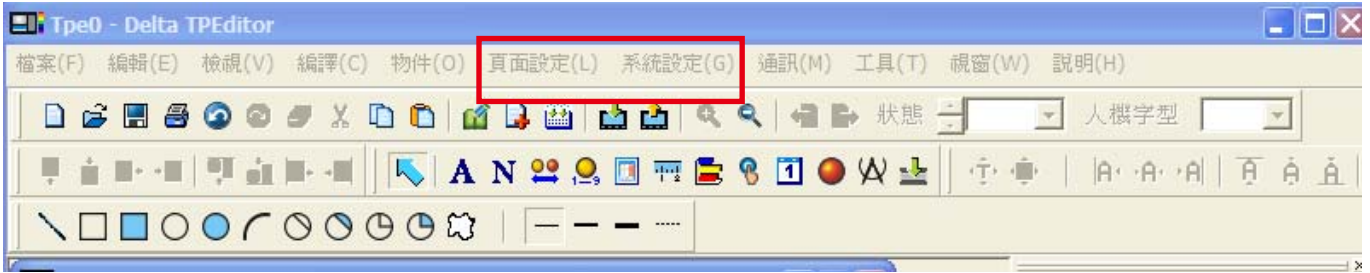 Tpe0 - Delta TPEditor
檔案(F) 編輯(E) 檢視(V) 編譯(C) 物件(O) 頁面設定(L) 系統設定(G) 通訊(M) 工具(T) 視窗(W) 說明(H)
狀態 人機字型